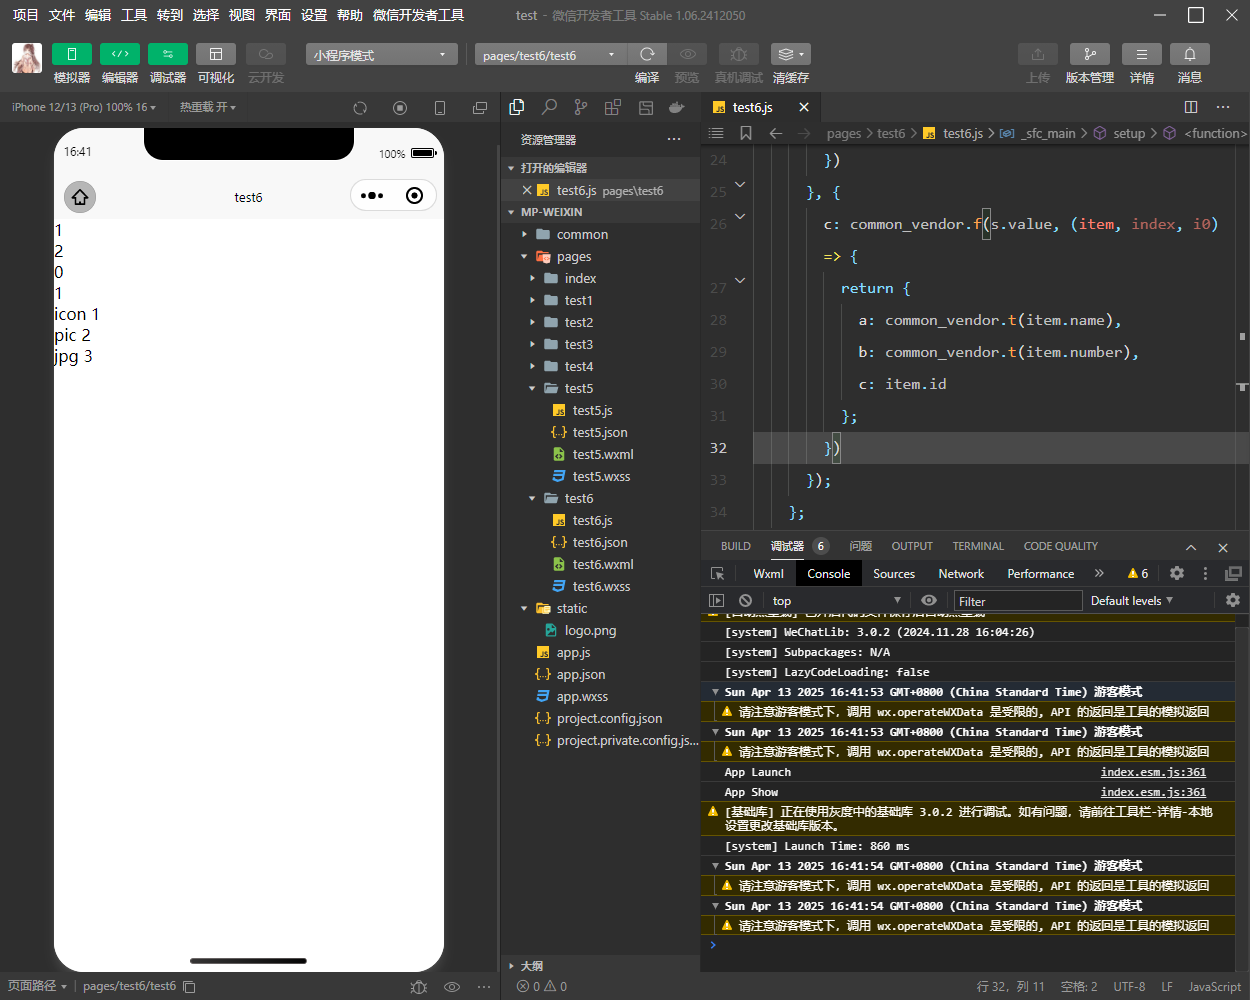 项目 文件 编辑 工具 转到 选择 视图 界面 设置 帮助 微信开发者工具
test - 微信开发者工具 Stable 1.06.2412050
小程序模式
pages/test6/test6
模拟器 编辑器 调试器 可视化 云开发
编译 预览 真机调试 清缓存
上传 版本管理 详情 消息
iPhone 12/13 (Pro) 100% 16
热重载 开
16:41
100%
test6
1
2
0
1
icon 1
pic 2
jpg 3
页面路径
pages/test6/test6
资源管理器
打开的编辑器
test6.js pages\test6
MP-WEIXIN
common
pages
index
test1
test2
test3
test4
test5
test5.js
test5.json
test5.wxml
test5.wxss
test6
test6.js
test6.json
test6.wxml
test6.wxss
static
logo.png
app.js
app.json
app.wxss
project.config.json
project.private.config.js...
大纲
0 0
test6.js
pages > test6 > test6.js > _sfc_main > setup > <function>
24 })
25 }, {
26 c: common_vendor.f(s.value, (item, index, i0)
=> {
27 return {
28 a: common_vendor.t(item.name),
29 b: common_vendor.t(item.number),
30 c: item.id
31 };
32 })
33 });
34 };
BUILD 调试器 6 问题 OUTPUT TERMINAL CODE QUALITY
Wxml Console Sources Network Performance 6
top
Filter
Default levels
[system] WeChatLib: 3.0.2 (2024.11.28 16:04:26)
[system] Subpackages: N/A
[system] LazyCodeLoading: false
Sun Apr 13 2025 16:41:53 GMT+0800 (China Standard Time) 游客模式
请注意游客模式下，调用 wx.operateWXData 是受限的, API 的返回是工具的模拟返回
Sun Apr 13 2025 16:41:53 GMT+0800 (China Standard Time) 游客模式
请注意游客模式下，调用 wx.operateWXData 是受限的, API 的返回是工具的模拟返回
App Launch index.esm.js:361
App Show index.esm.js:361
[基础库] 正在使用灰度中的基础库 3.0.2 进行调试。如有问题，请前往工具栏-详情-本地
设置更改基础库版本。
[system] Launch Time: 860 ms
Sun Apr 13 2025 16:41:54 GMT+0800 (China Standard Time) 游客模式
请注意游客模式下，调用 wx.operateWXData 是受限的, API 的返回是工具的模拟返回
Sun Apr 13 2025 16:41:54 GMT+0800 (China Standard Time) 游客模式
请注意游客模式下，调用 wx.operateWXData 是受限的, API 的返回是工具的模拟返回
行 32，列 11 空格: 2 UTF-8 LF JavaScript